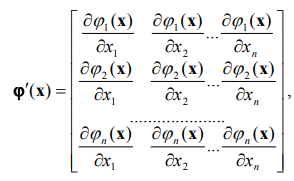 φ′(x) = [ ∂φ₁(x)/∂x₁ ∂φ₁(x)/∂x₂ ... ∂φ₁(x)/∂xₙ
∂φ₂(x)/∂x₁ ∂φ₂(x)/∂x₂ ... ∂φ₂(x)/∂xₙ
......................
∂φₙ(x)/∂x₁ ∂φₙ(x)/∂x₂ ... ∂φₙ(x)/∂xₙ ] ,